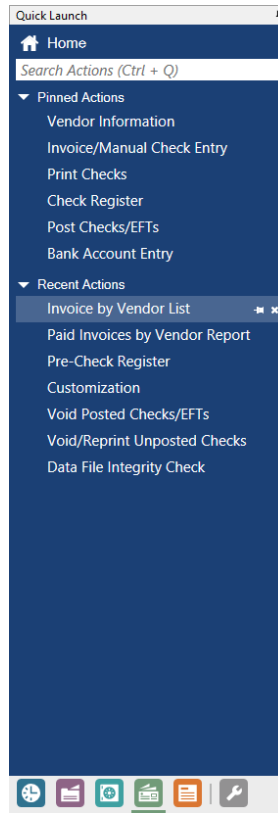 Quick Launch
Home
Search Actions (Ctrl + Q)
Pinned Actions
Vendor Information
Invoice/Manual Check Entry
Print Checks
Check Register
Post Checks/EFTs
Bank Account Entry
Recent Actions
Invoice by Vendor List
Paid Invoices by Vendor Report
Pre-Check Register
Customization
Void Posted Checks/EFTs
Void/Reprint Unposted Checks
Data File Integrity Check